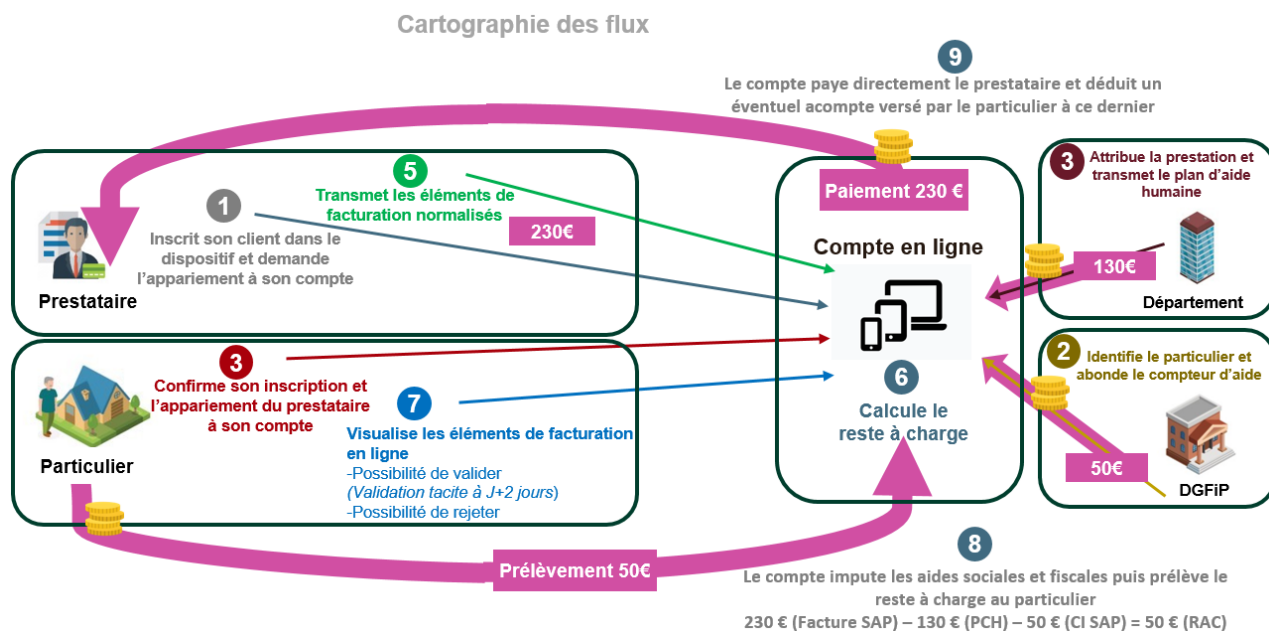 Cartographie des flux
9
Le compte paye directement le prestataire et déduit un
éventuel acompte versé par le particulier à ce dernier
5
Transmet les éléments de
facturation normalisés
230€
1
Inscrit son client dans le
dispositif et demande
l'appariement à son compte
Prestataire
Paiement 230 €
Compte en ligne
3
Attribue la prestation et
transmet le plan d'aide
humaine
130€
Département
3
Confirme son inscription et
l'appariement du prestataire
à son compte
Particulier
7
Visualise les éléments de facturation
en ligne
-Possibilité de valider
(Validation tacite à J+2 jours)
-Possibilité de rejeter
6
Calcule le
reste à charge
2
Identifie le particulier et
abonde le compteur d'aide
50€
DGFiP
Prélèvement 50€
8
Le compte impute les aides sociales et fiscales puis prélève le
reste à charge au particulier
230 € (Facture SAP) – 130 € (PCH) – 50 € (CI SAP) = 50 € (RAC)